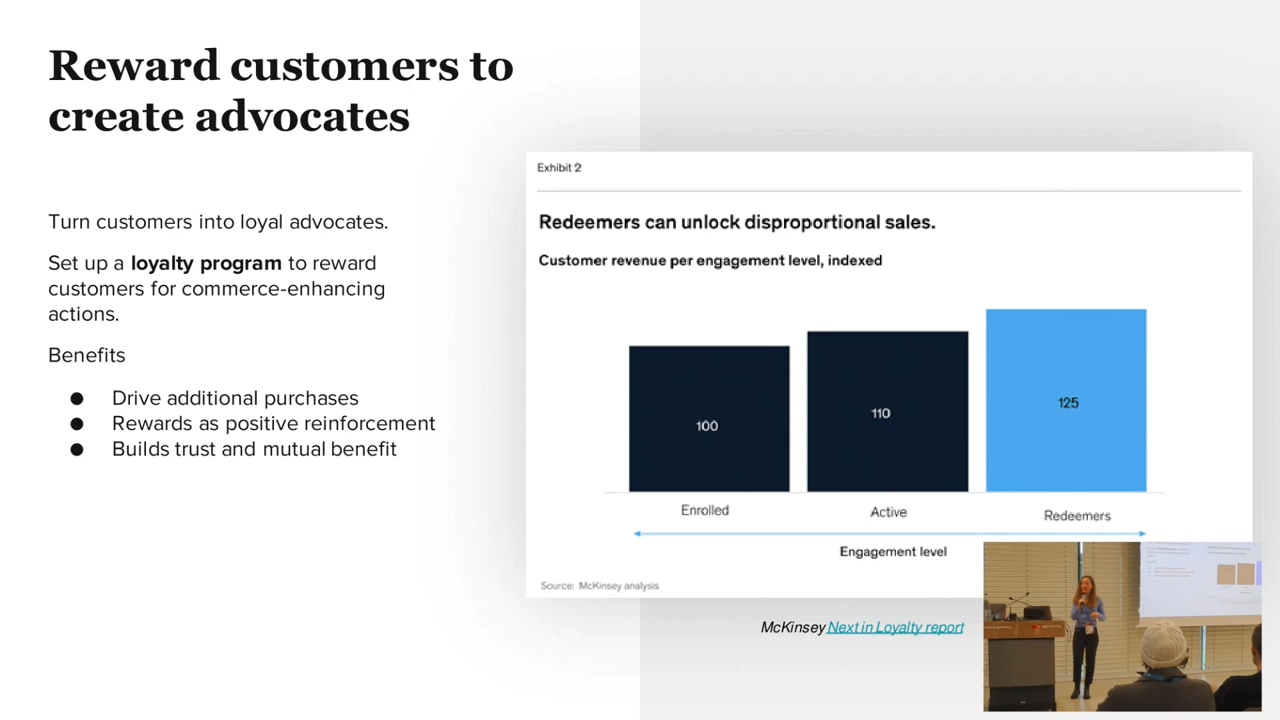 Reward customers to
create advocates
Turn customers into loyal advocates.
Set up a loyalty program to reward
customers for commerce-enhancing
actions.
Benefits
● Drive additional purchases
● Rewards as positive reinforcement
● Builds trust and mutual benefit
Exhibit 2
Redeemers can unlock disproportional sales.
Customer revenue per engagement level, indexed
100
110
125
Enrolled
Active
Redeemers
Engagement level
Source: McKinsey analysis
McKinsey Next in Loyalty report